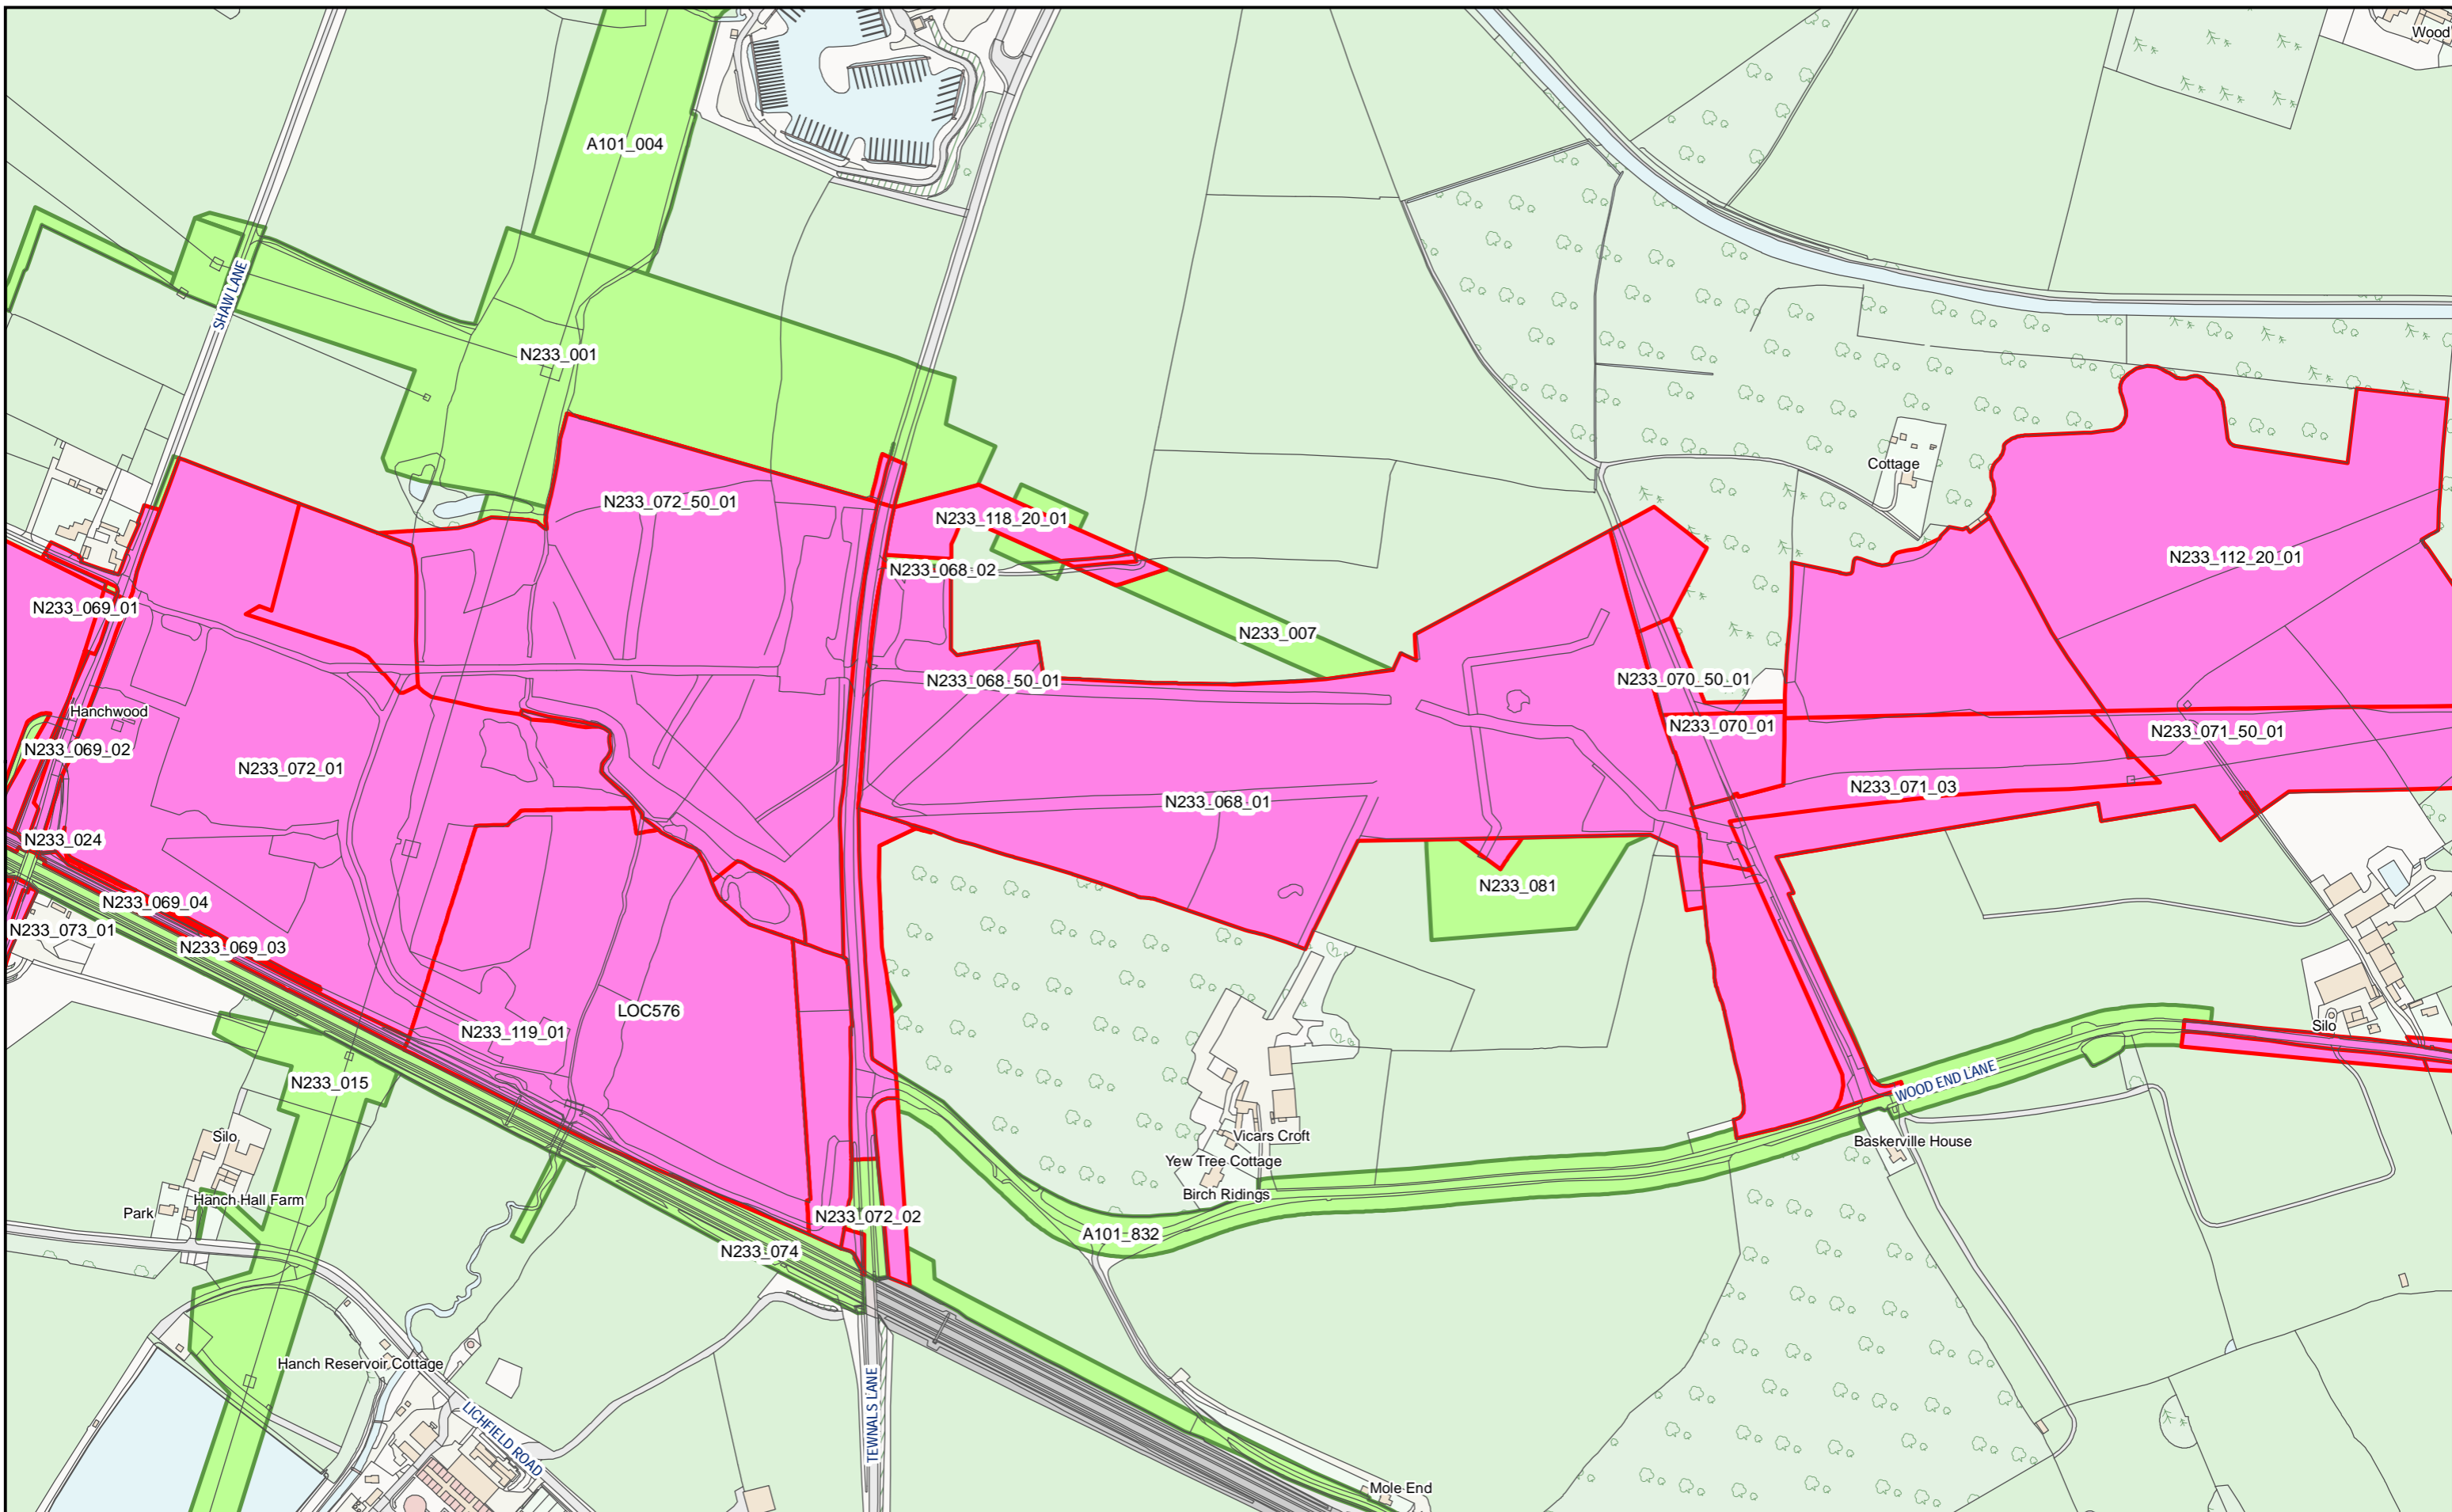 Wood
A101_004
SHAW LANE
N233_001
Cottage
N233_072_50_01
N233_118_20_01
N233_112_20_01
N233_068_02
N233_069_01
N233_007
N233_068_50_01
N233_070_50_01
Hanchwood
N233_070_01
N233_071_50_01
N233_069_02
N233_072_01
N233_071_03
N233_068_01
N233_024
N233_081
N233_069_04
N233_073_01
N233_069_03
LOC576
N233_119_01
Silo
WOOD END LANE
N233_015
Silo
Vicars Croft
Baskerville House
Yew Tree Cottage
Hanch Hall Farm
Birch Ridings
Park
N233_072_02
A101_832
N233_074
Hanch Reservoir Cottage
TEWNALS LANE
LICHFIELD ROAD
Mole End